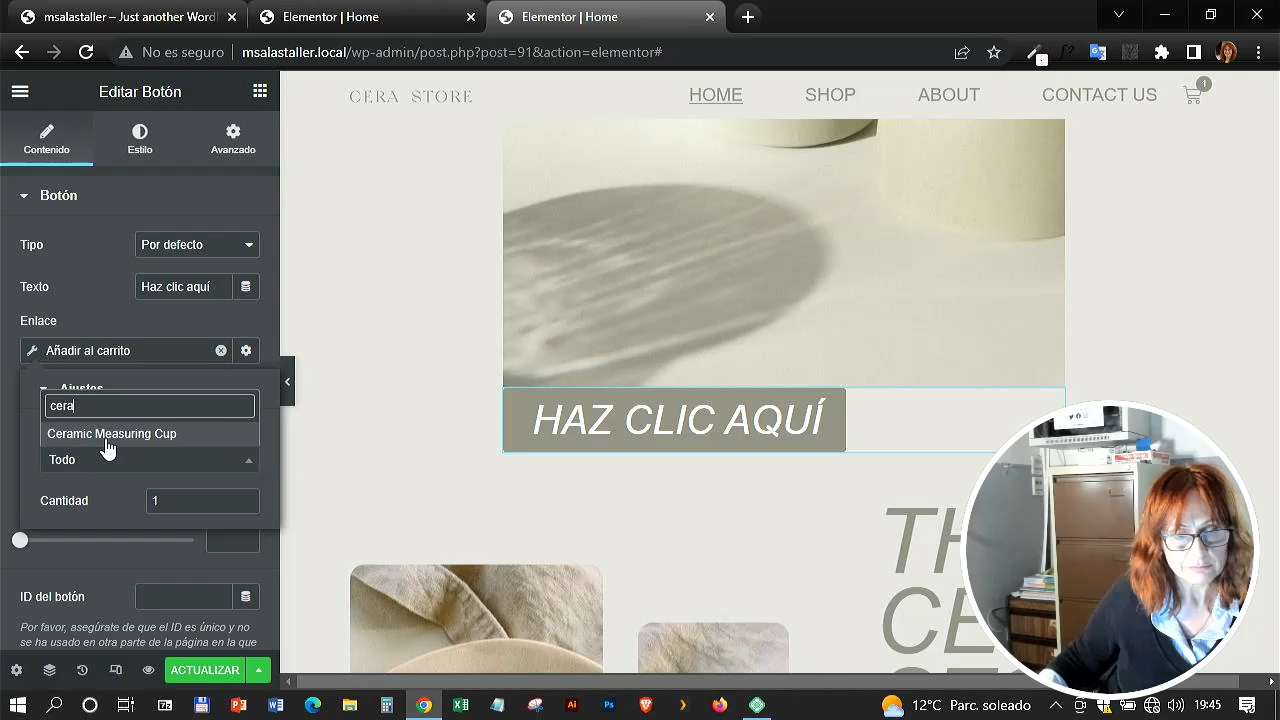 msalastaller – Just another Word
Elementor | Home
Elementor | Home
No es seguro
msalastaller.local/wp-admin/post.php?post=91&action=elementor#
Editar Botón
CERA STORE
HOME
SHOP
ABOUT
CONTACT US
1
Contenido
Estilo
Avanzado
Botón
Tipo
Por defecto
Texto
Haz clic aquí
Enlace
Añadir al carrito
Ajustes
cera
Ceramic Measuring Cup
Todo
Cantidad
1
HAZ CLIC AQUÍ
ID del botón
Por favor, asegúrate de que el ID es único y no
se ha usado en otra parte de la página en la que
TH
CE
ACTUALIZAR
12°C Parc. soleado
19:45